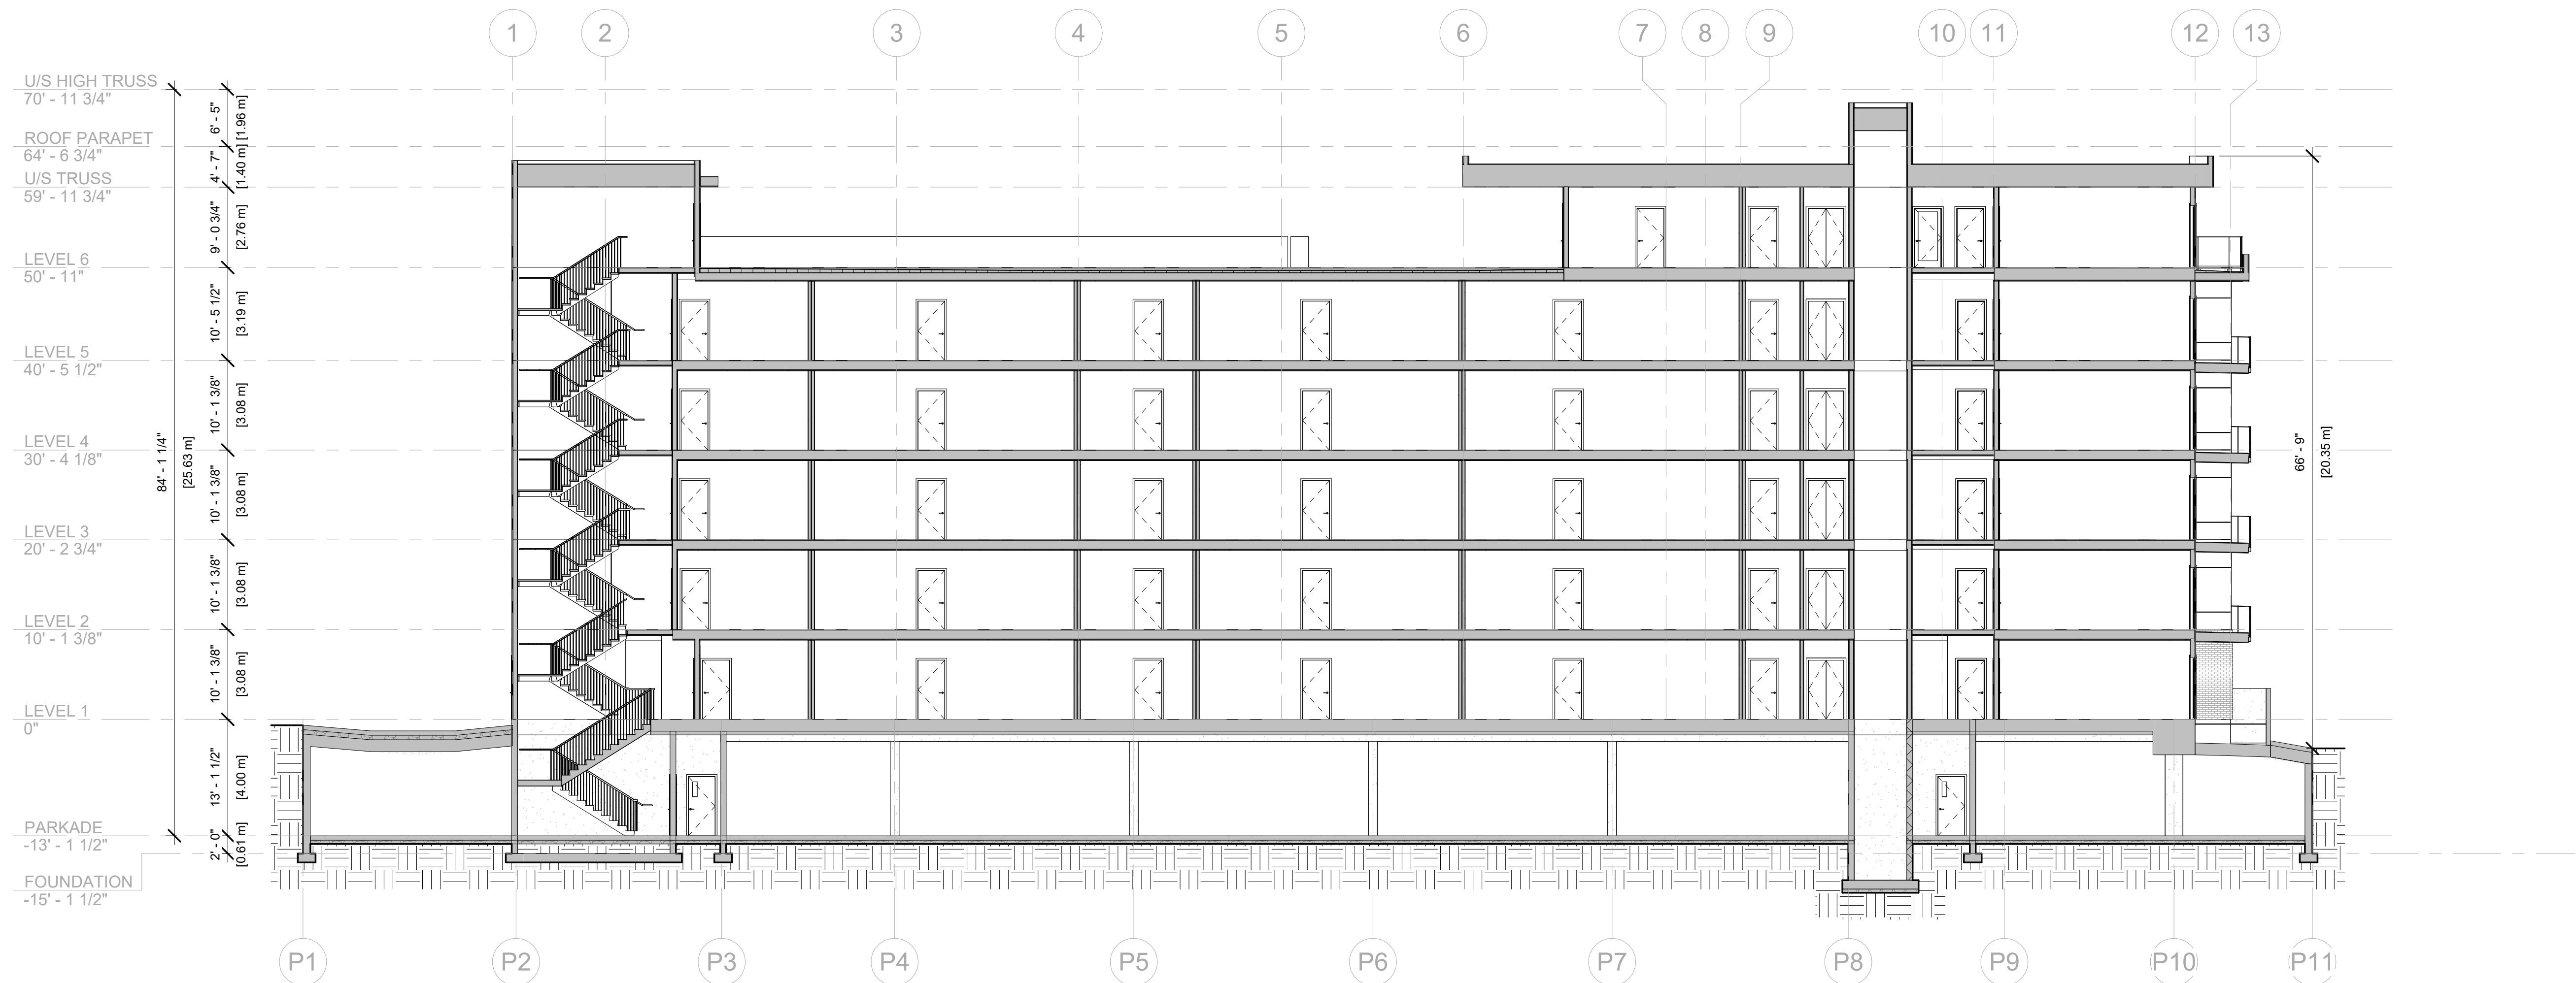 1 2 3 4 5 6 7 8 9 10 11 12 13
U/S HIGH TRUSS
70' - 11 3/4"
6' - 5"
[1.96 m]
ROOF PARAPET
64' - 6 3/4"
4' - 7"
[1.40 m]
U/S TRUSS
59' - 11 3/4"
9' - 0 3/4"
[2.76 m]
LEVEL 6
50' - 11"
10' - 5 1/2"
[3.19 m]
LEVEL 5
40' - 5 1/2"
10' - 1 3/8"
[3.08 m]
LEVEL 4
30' - 4 1/8"
10' - 1 3/8"
[3.08 m]
LEVEL 3
20' - 2 3/4"
10' - 1 3/8"
[3.08 m]
LEVEL 2
10' - 1 3/8"
10' - 1 3/8"
[3.08 m]
LEVEL 1
0"
13' - 1 1/2"
[4.00 m]
PARKADE
-13' - 1 1/2"
2' - 0"
[0.61 m]
FOUNDATION
-15' - 1 1/2"
84' - 1 1/4"
[25.63 m]
66' - 9"
[20.35 m]
P1 P2 P3 P4 P5 P6 P7 P8 P9 P10 P11